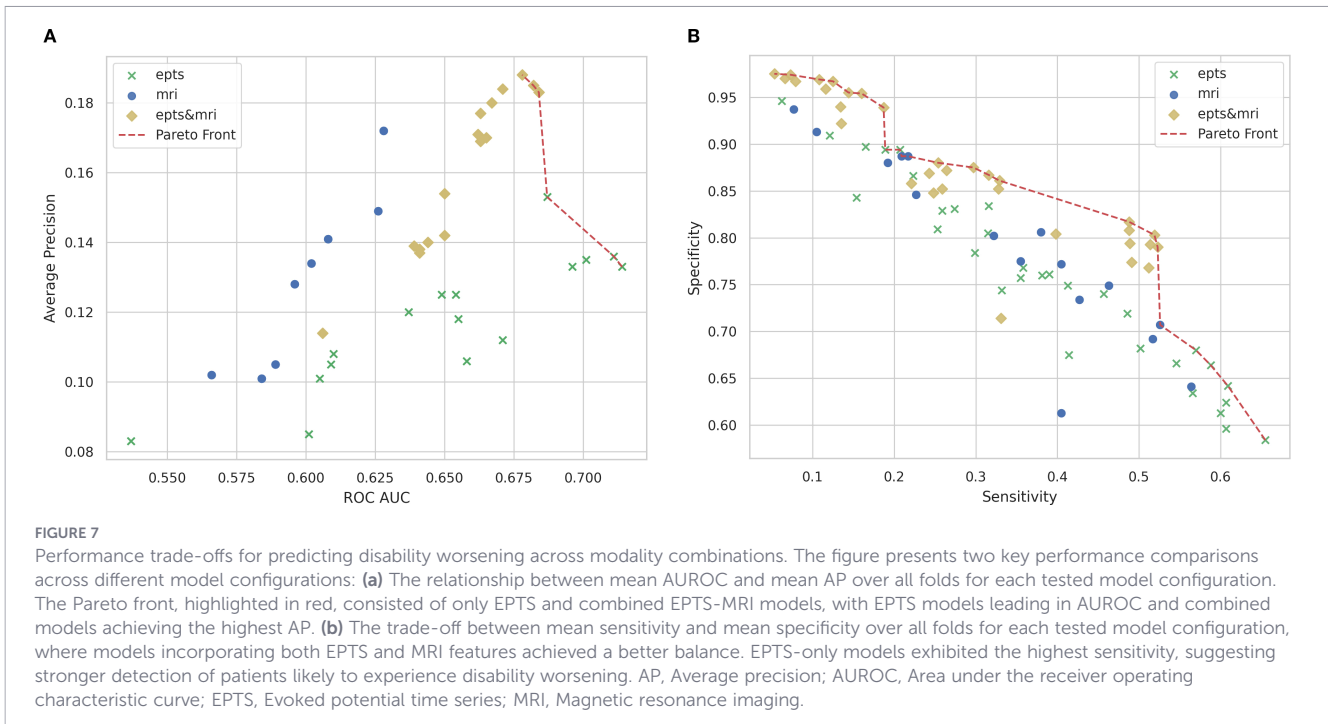 A
epts
mri
epts&mri
Pareto Front
Average Precision
0.18
0.16
0.14
0.12
0.10
0.08
0.550 0.575 0.600 0.625 0.650 0.675 0.700
ROC AUC
B
epts
mri
epts&mri
Pareto Front
Specificity
0.95
0.90
0.85
0.80
0.75
0.70
0.65
0.60
0.1 0.2 0.3 0.4 0.5 0.6
Sensitivity
FIGURE 7
Performance trade-offs for predicting disability worsening across modality combinations. The figure presents two key performance comparisons
across different model configurations: (a) The relationship between mean AUROC and mean AP over all folds for each tested model configuration.
The Pareto front, highlighted in red, consisted of only EPTS and combined EPTS-MRI models, with EPTS models leading in AUROC and combined
models achieving the highest AP. (b) The trade-off between mean sensitivity and mean specificity over all folds for each tested model configuration,
where models incorporating both EPTS and MRI features achieved a better balance. EPTS-only models exhibited the highest sensitivity, suggesting
stronger detection of patients likely to experience disability worsening. AP, Average precision; AUROC, Area under the receiver operating
characteristic curve; EPTS, Evoked potential time series; MRI, Magnetic resonance imaging.